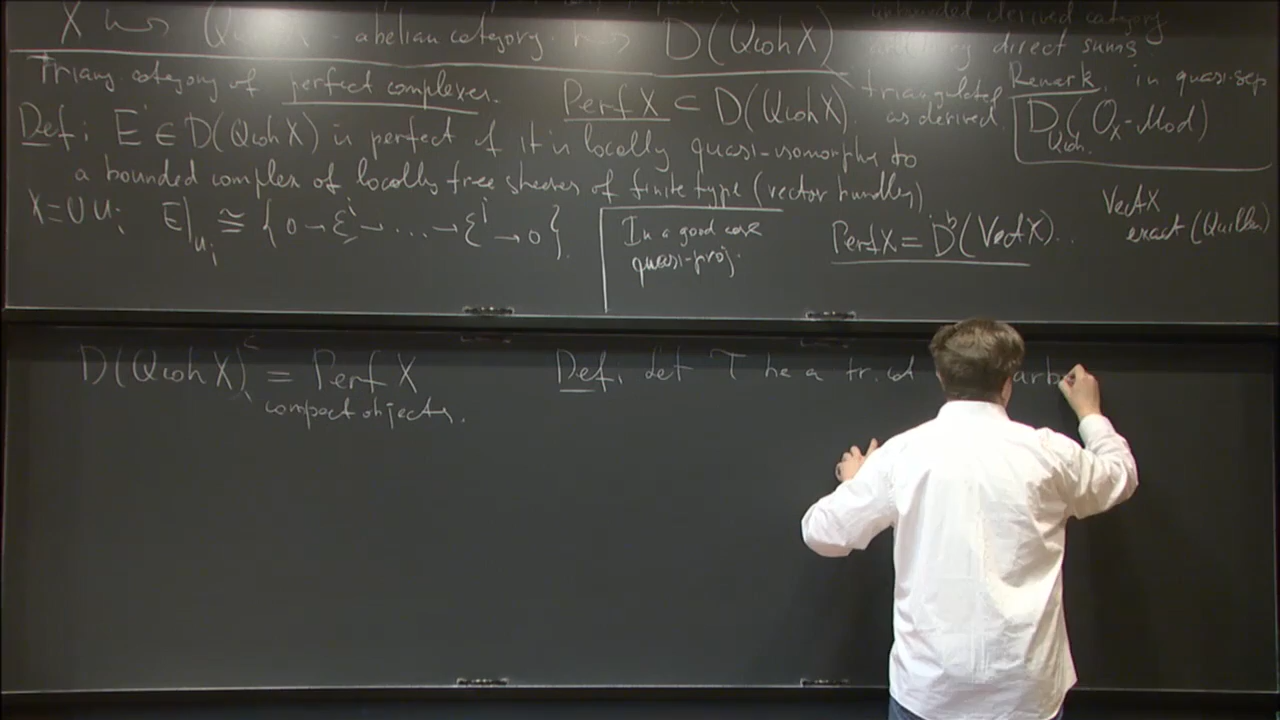 X ⇝ Qcoh X - abelian category ⇝ D(Qcoh X)
unbounded derived category
arbitrary direct sums
Triang category of perfect complexes.
Perf X ⊂ D(Qcoh X).
triangulated
as derived.
Remark. in quasi-sep
D_Qcoh.(O_X-Mod)
Def: E˙ ∈ D(Qcoh X) is perfect if it is locally quasi-isomorphic to
a bounded complex of locally free sheaves of finite type (vector bundles)
X = ∪ U_i E|_{U_i} ≅ { 0 → ℰ^i → .... → ℰ^j → 0 }.
In a good case
quasi-proj.
Perf X = D^b(Vect X)...
Vect X
exact (Quillen)
D(Qcoh X)^c = Perf X
compact objects.
Def. Let T be a tr. cat arb